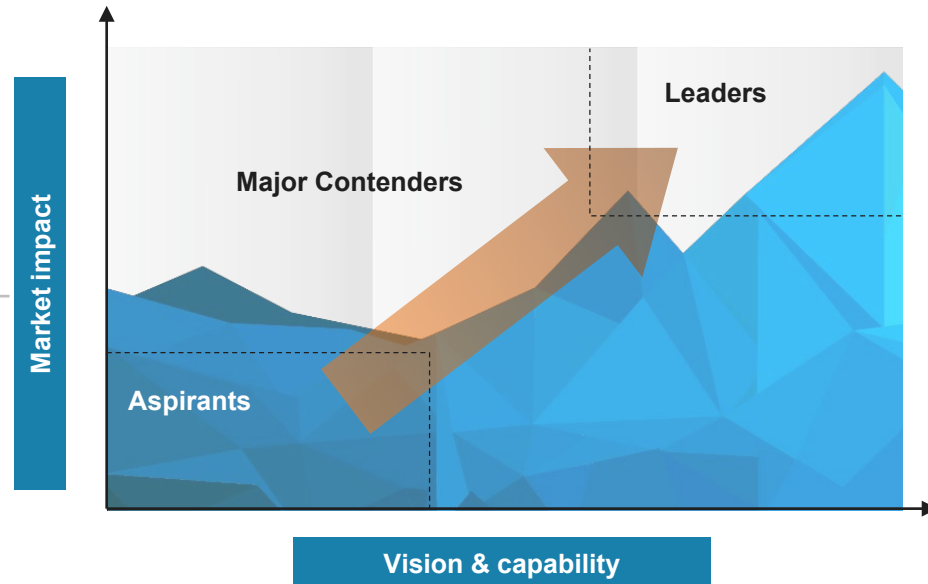 Leaders
Major Contenders
Market impact
Aspirants
Vision & capability